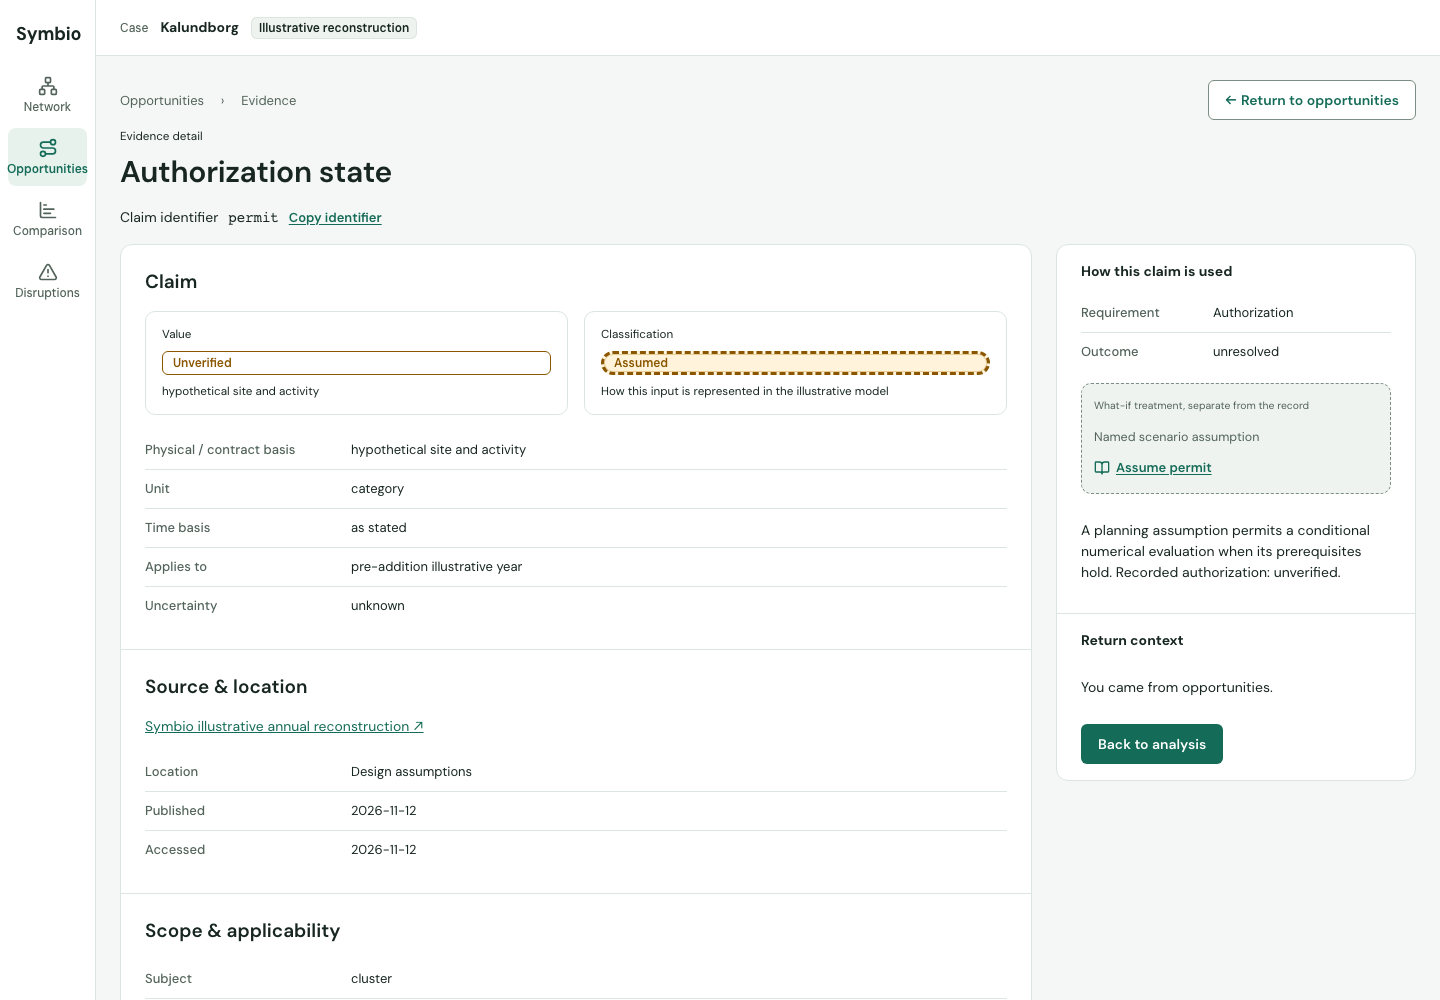 Symbio
Network
Opportunities
Comparison
Disruptions
Case Kalundborg Illustrative reconstruction
Opportunities › Evidence
← Return to opportunities
Evidence detail
Authorization state
Claim identifier permit Copy identifier
Claim
Value
Unverified
hypothetical site and activity
Classification
Assumed
How this input is represented in the illustrative model
Physical / contract basis hypothetical site and activity
Unit category
Time basis as stated
Applies to pre-addition illustrative year
Uncertainty unknown
Source & location
Symbio illustrative annual reconstruction ↗
Location Design assumptions
Published 2026-11-12
Accessed 2026-11-12
Scope & applicability
Subject cluster
How this claim is used
Requirement Authorization
Outcome unresolved
What-if treatment, separate from the record
Named scenario assumption
Assume permit
A planning assumption permits a conditional
numerical evaluation when its prerequisites
hold. Recorded authorization: unverified.
Return context
You came from opportunities.
Back to analysis